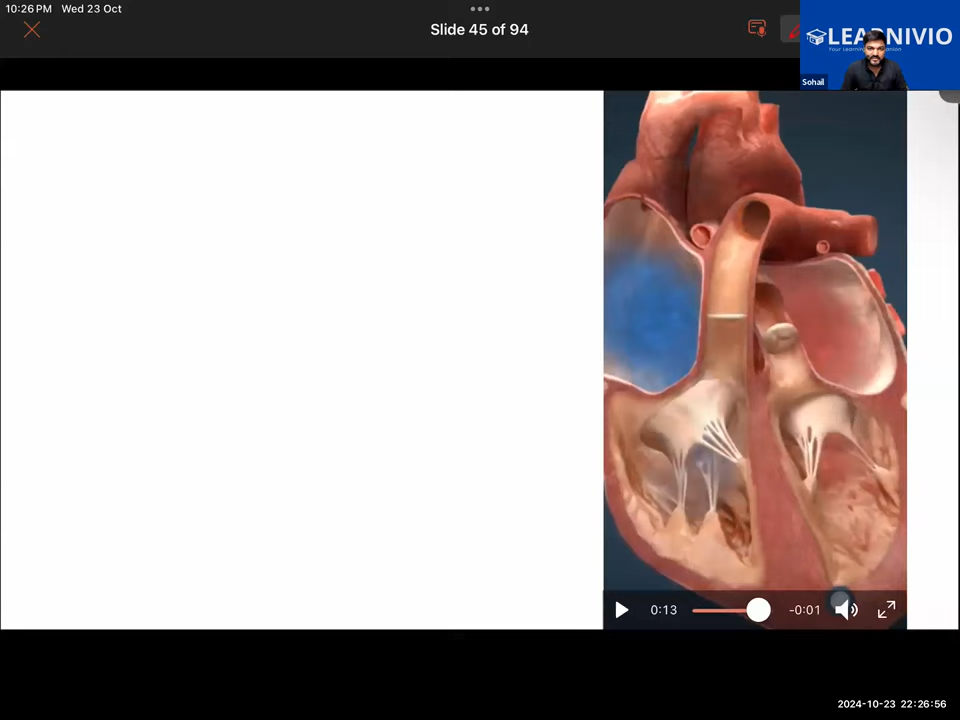 10:26 PM Wed 23 Oct
Slide 45 of 94
LEARNIVIO
Sohail
0:13
-0:01
2024-10-23 22:26:56